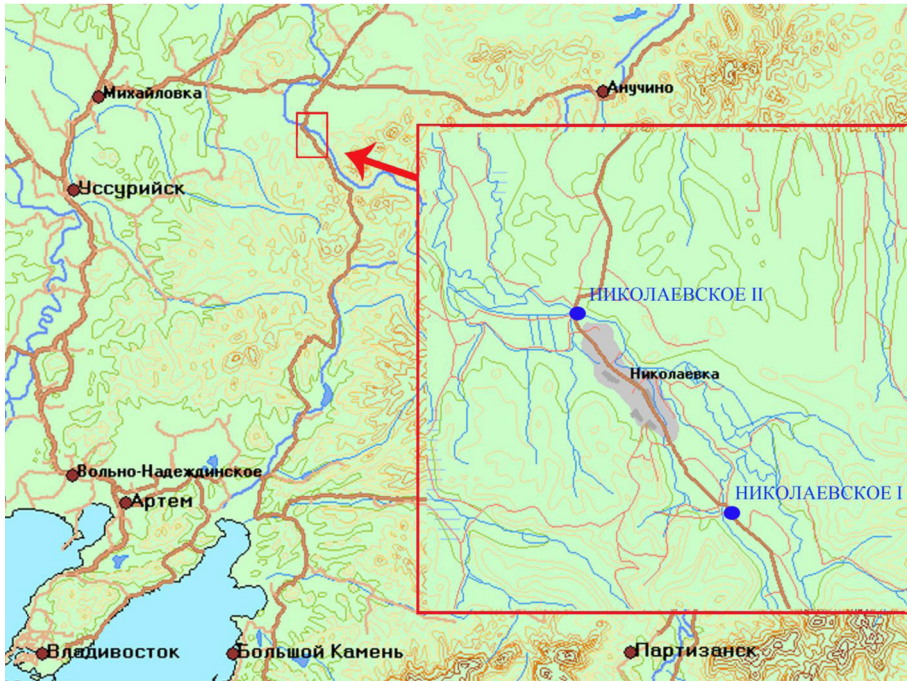 Анучино
Михайловка
Уссурийск
НИКОЛАЕВСКОЕ II
Николаевка
Вольно-Надеждинское
НИКОЛАЕВСКОЕ I
Артем
Владивосток
Большой Камень
Партизанск